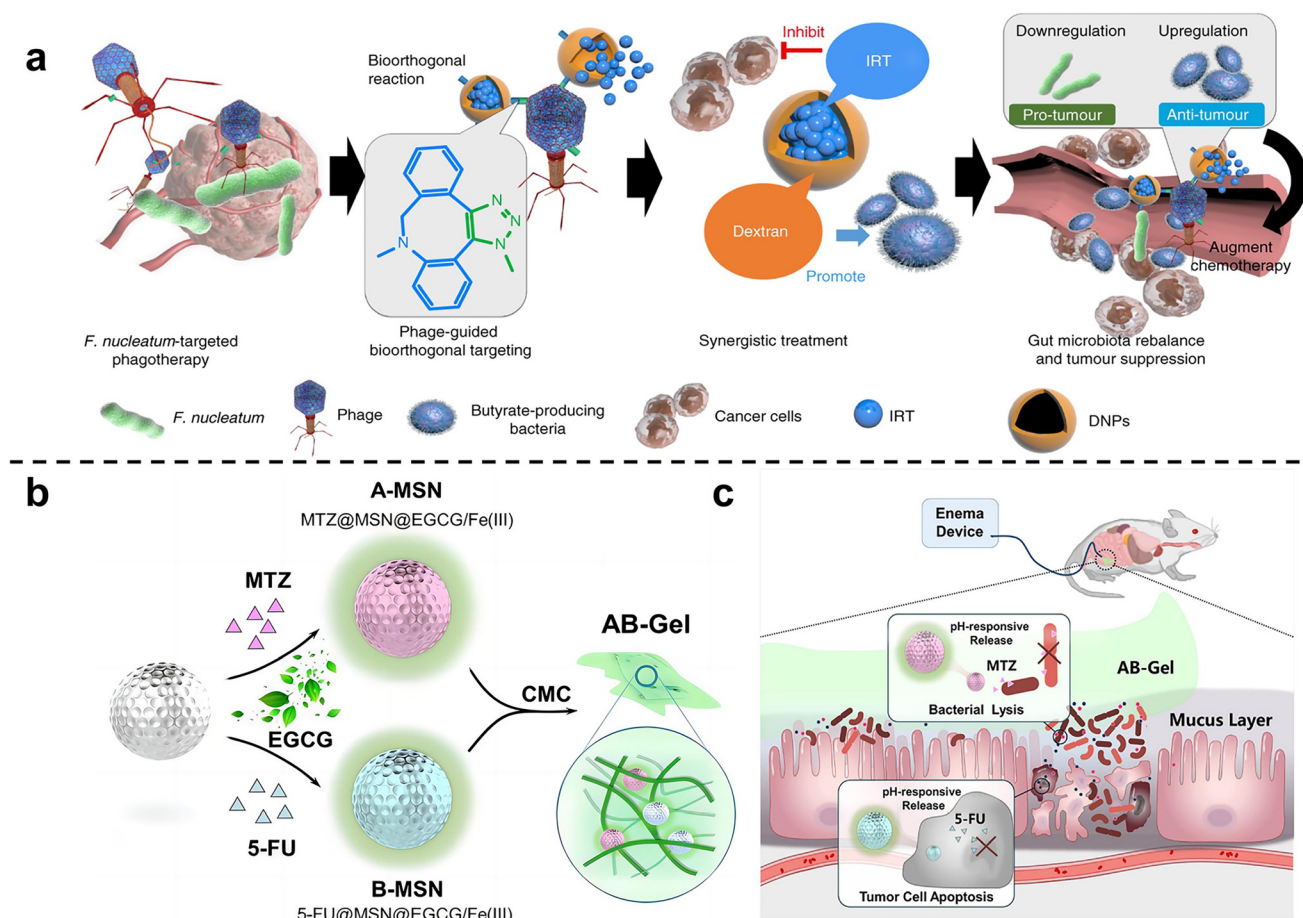 a
Bioorthogonal
reaction
N
N
N
N
Phage-guided
bioorthogonal targeting
F. nucleatum-targeted
phagotherapy
Inhibit
IRT
Dextran
Promote
Synergistic treatment
Downregulation
Upregulation
Pro-tumour
Anti-tumour
Augment
chemotherapy
Gut microbiota rebalance
and tumour suppression
F. nucleatum
Phage
Butyrate-producing
bacteria
Cancer cells
IRT
DNPs
b
A-MSN
MTZ@MSN@EGCG/Fe(III)
MTZ
EGCG
5-FU
B-MSN
5-FU@MSN@EGCG/Fe(III)
CMC
AB-Gel
c
Enema
Device
pH-responsive
Release
MTZ
Bacterial Lysis
AB-Gel
Mucus Layer
pH-responsive
Release
5-FU
Tumor Cell Apoptosis